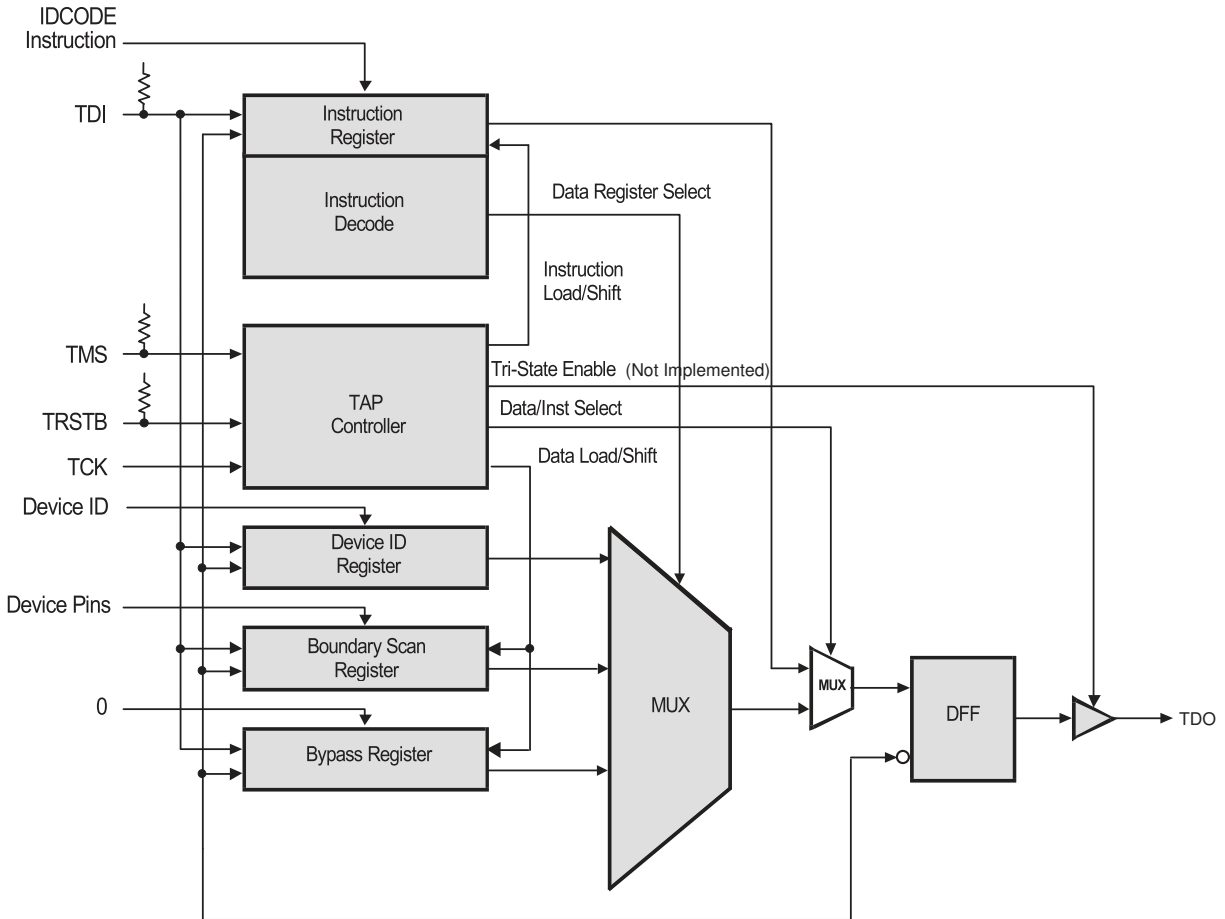 IDCODE
Instruction
TDI
Instruction
Register
Instruction
Decode
Data Register Select
Instruction
Load/Shift
TMS
TRSTB
TCK
TAP
Controller
Tri-State Enable (Not Implemented)
Data/Inst Select
Data Load/Shift
Device ID
Device ID
Register
Device Pins
Boundary Scan
Register
0
Bypass Register
MUX
MUX
DFF
TDO